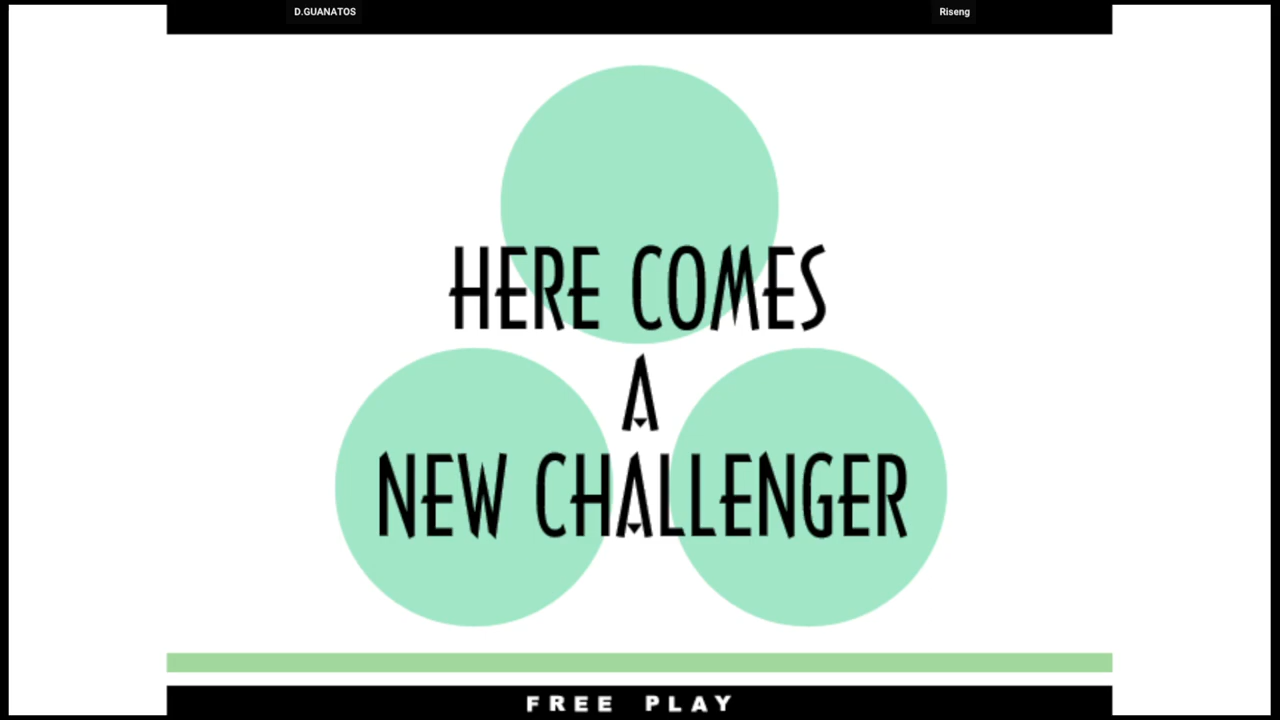 D.GUANATOS
Riseng
HERE COMES
A
NEW CHALLENGER
FREE PLAY